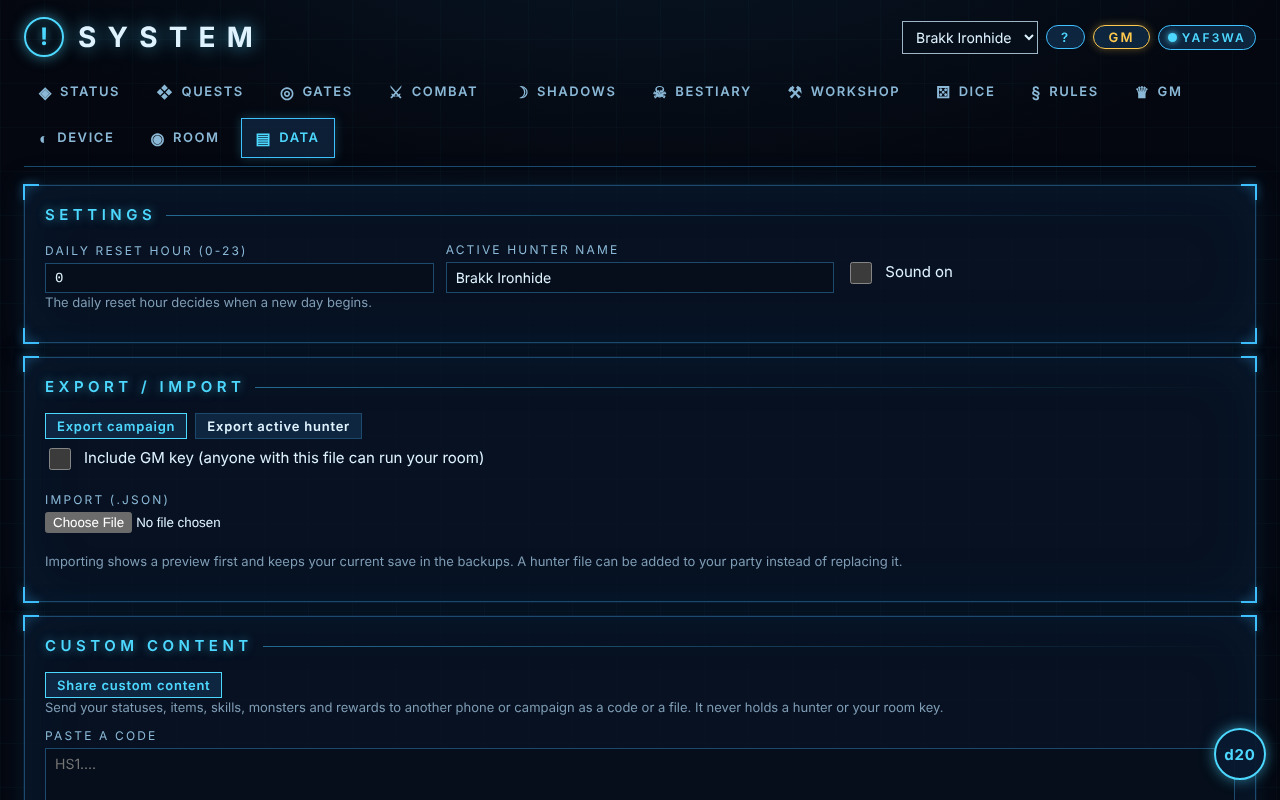 ! SYSTEM
Brakk Ironhide
?
GM
YAF3WA
STATUS
QUESTS
GATES
COMBAT
SHADOWS
BESTIARY
WORKSHOP
DICE
§ RULES
GM
DEVICE
ROOM
DATA
SETTINGS
DAILY RESET HOUR (0-23)
ACTIVE HUNTER NAME
0
Brakk Ironhide
Sound on
The daily reset hour decides when a new day begins.
EXPORT / IMPORT
Export campaign
Export active hunter
Include GM key (anyone with this file can run your room)
IMPORT (.JSON)
Choose File No file chosen
Importing shows a preview first and keeps your current save in the backups. A hunter file can be added to your party instead of replacing it.
CUSTOM CONTENT
Share custom content
Send your statuses, items, skills, monsters and rewards to another phone or campaign as a code or a file. It never holds a hunter or your room key.
PASTE A CODE
HS1....
d20